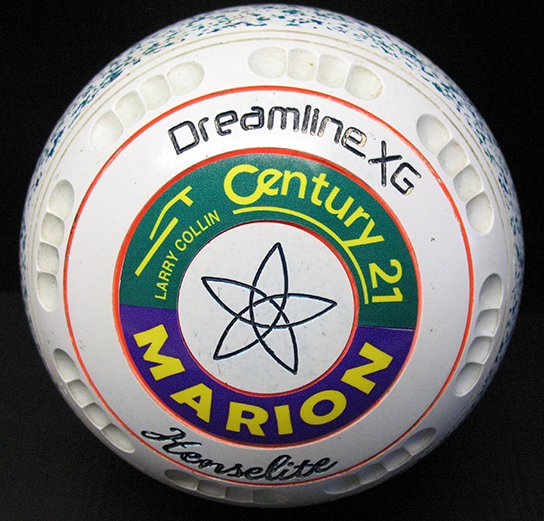 Dreamline XG
Century 21
LARRY COLLIN
MARION
Henselite